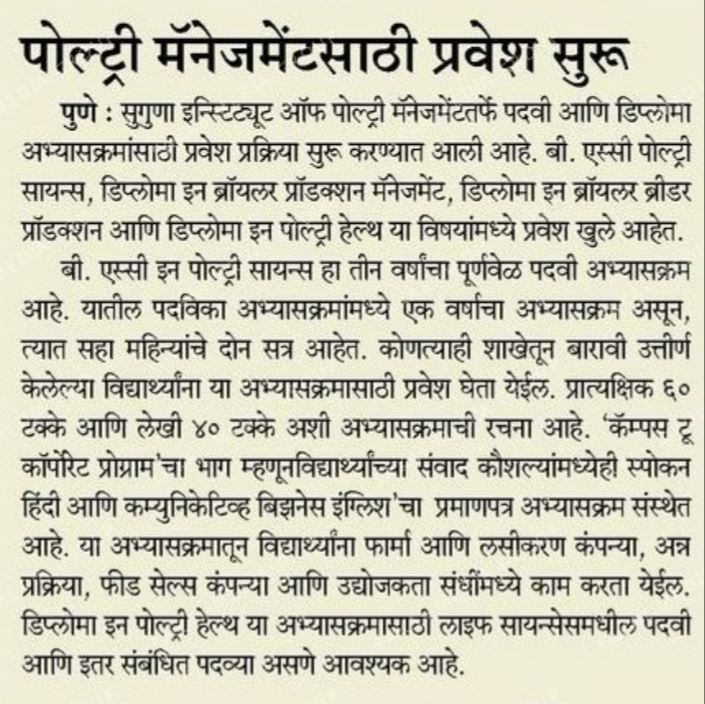 पोल्ट्री मॅनेजमेंटसाठी प्रवेश सुरू
पुणे : सुगुणा इन्स्टिट्यूट ऑफ पोल्ट्री मॅनेजमेंटतर्फे पदवी आणि डिप्लोमा
अभ्यासक्रमांसाठी प्रवेश प्रक्रिया सुरू करण्यात आली आहे. बी. एस्सी पोल्ट्री
सायन्स, डिप्लोमा इन ब्रॉयलर प्रॉडक्शन मॅनेजमेंट, डिप्लोमा इन ब्रॉयलर ब्रीडर
प्रॉडक्शन आणि डिप्लोमा इन पोल्ट्री हेल्थ या विषयांमध्ये प्रवेश खुले आहेत.
बी. एस्सी इन पोल्ट्री सायन्स हा तीन वर्षांचा पूर्णवेळ पदवी अभ्यासक्रम
आहे. यातील पदविका अभ्यासक्रमांमध्ये एक वर्षाचा अभ्यासक्रम असून,
त्यात सहा महिन्यांचे दोन सत्र आहेत. कोणत्याही शाखेतून बारावी उत्तीर्ण
केलेल्या विद्यार्थ्यांना या अभ्यासक्रमासाठी प्रवेश घेता येईल. प्रात्यक्षिक ६०
टक्के आणि लेखी ४० टक्के अशी अभ्यासक्रमाची रचना आहे. ‘कॅम्पस टू
कॉर्पोरेट प्रोग्राम’चा भाग म्हणूनविद्यार्थ्यांच्या संवाद कौशल्यांमध्येही स्पोकन
हिंदी आणि कम्युनिकेटिव्ह बिझनेस इंग्लिश’चा प्रमाणपत्र अभ्यासक्रम संस्थेत
आहे. या अभ्यासक्रमातून विद्यार्थ्यांना फार्मा आणि लसीकरण कंपन्या, अन्न
प्रक्रिया, फीड सेल्स कंपन्या आणि उद्योजकता संधींमध्ये काम करता येईल.
डिप्लोमा इन पोल्ट्री हेल्थ या अभ्यासक्रमासाठी लाइफ सायन्सेसमधील पदवी
आणि इतर संबंधित पदव्या असणे आवश्यक आहे.